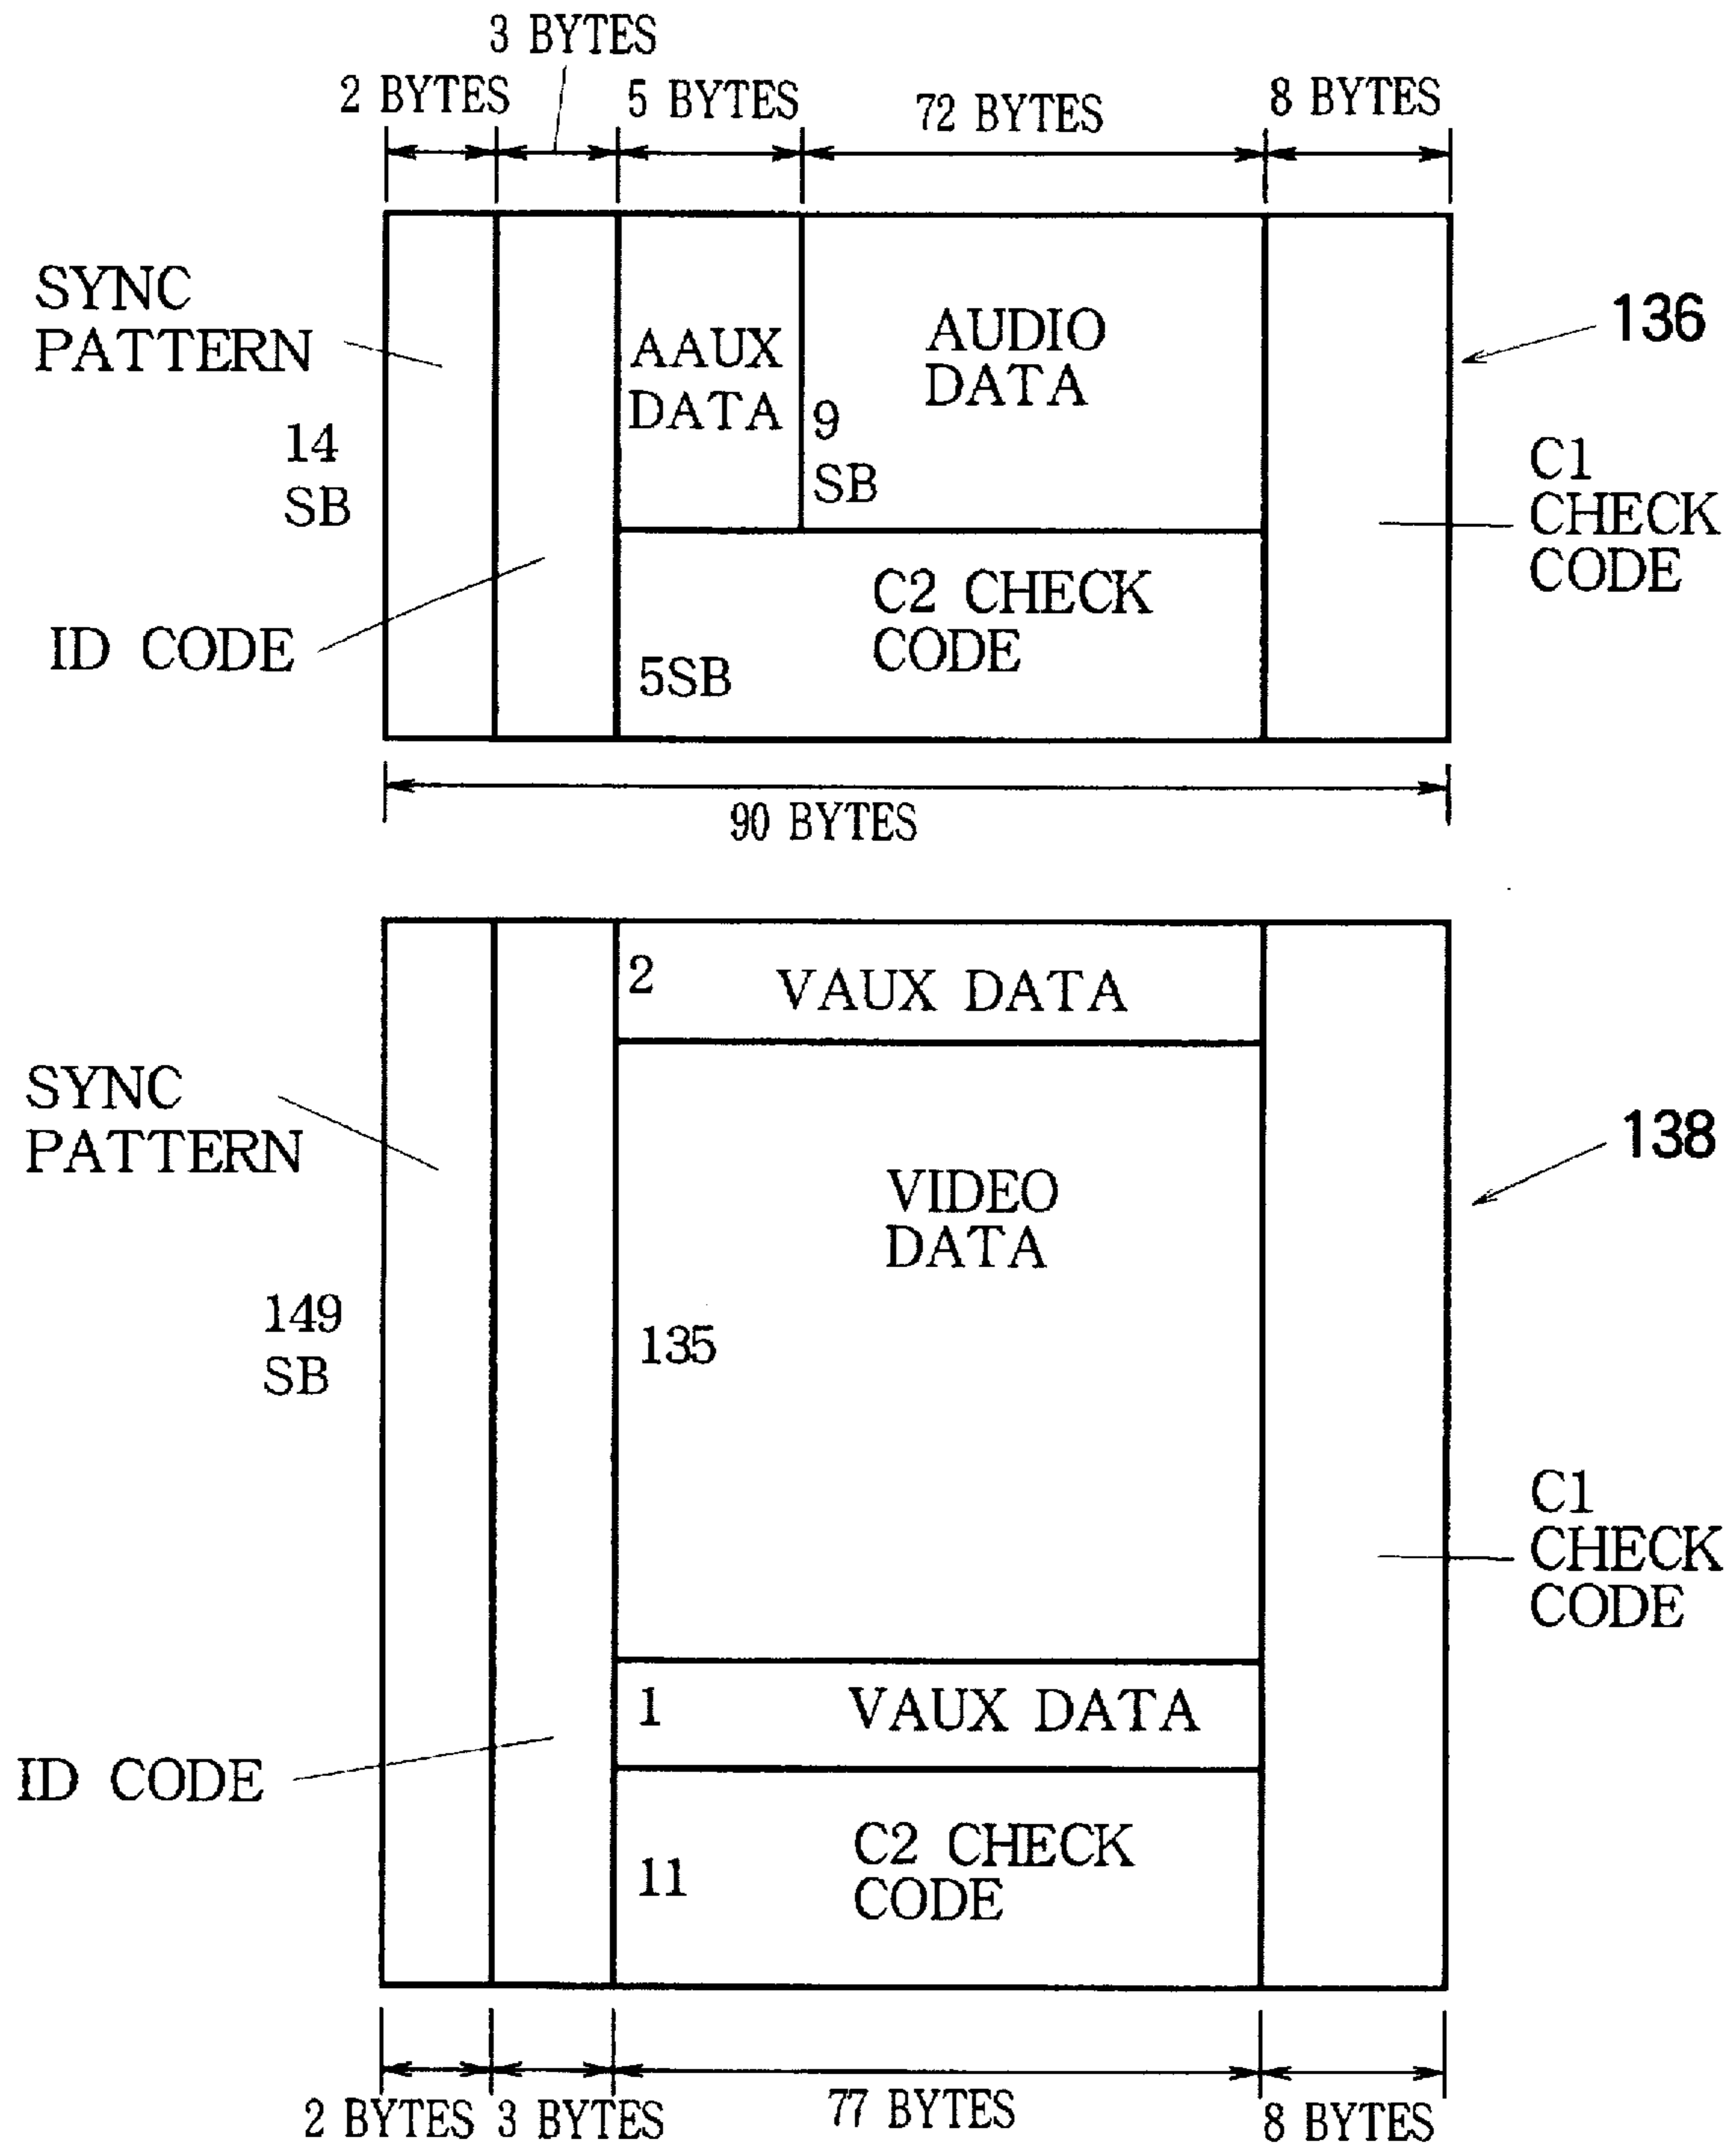 3 BYTES
2 BYTES
5 BYTES
72 BYTES
8 BYTES
SYNC
PATTERN
14
SB
ID CODE
AAUX
DATA
9
SB
AUDIO
DATA
5SB
C2 CHECK
CODE
136
C1
CHECK
CODE
90 BYTES
2
VAUX DATA
SYNC
PATTERN
149
SB
VIDEO
DATA
135
138
C1
CHECK
CODE
1
VAUX DATA
ID CODE
11
C2 CHECK
CODE
2 BYTES
3 BYTES
77 BYTES
8 BYTES